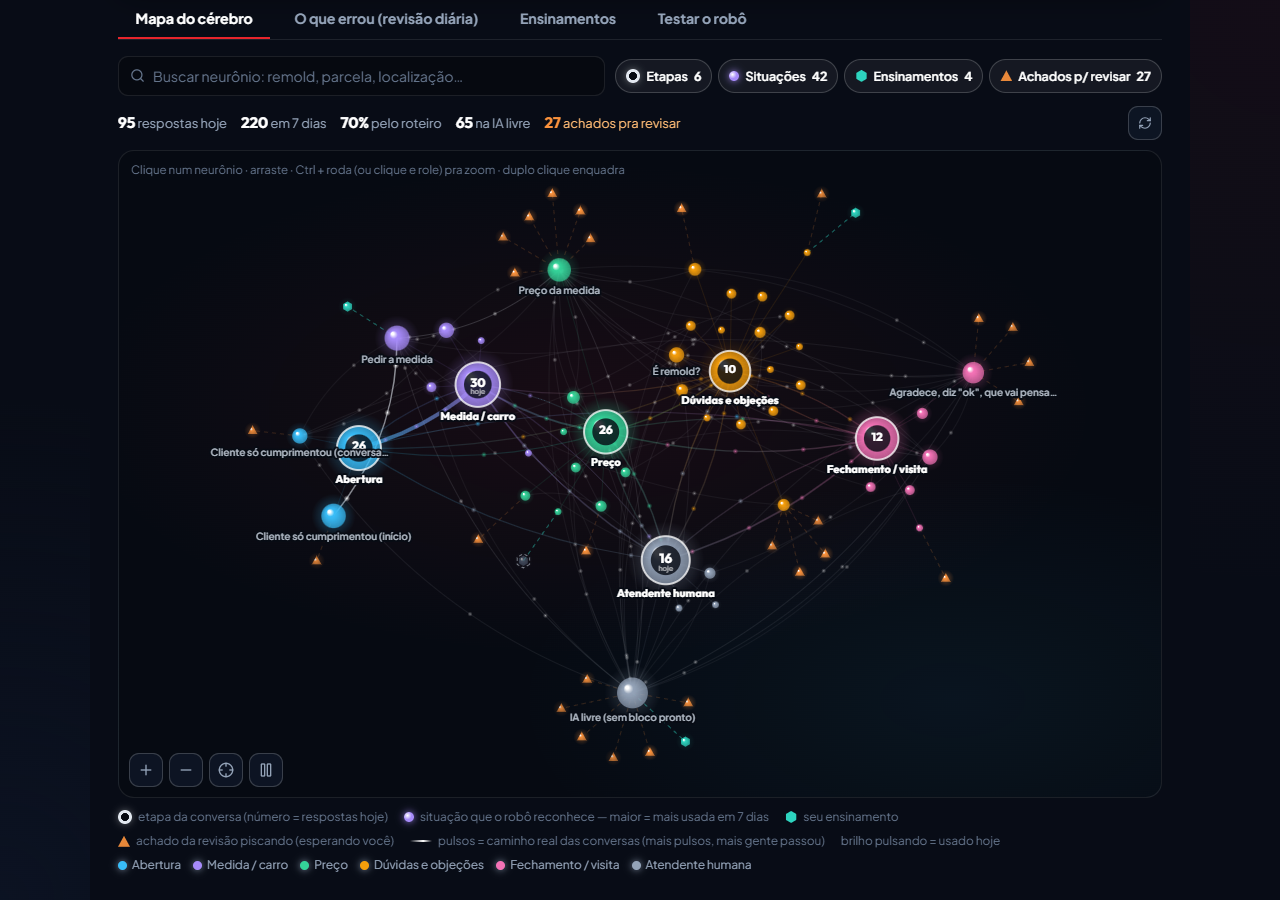 Mapa do cérebro
O que errou (revisão diária)
Ensinamentos
Testar o robô
Buscar neurônio: remold, parcela, localização...
Etapas 6
Situações 42
Ensinamentos 4
Achados p/ revisar 27
95 respostas hoje
220 em 7 dias
70% pelo roteiro
65 na IA livre
27 achados pra revisar
Clique num neurônio · arraste · Ctrl + roda (ou clique e role) pra zoom · duplo clique enquadra
Preço da medida
Pedir a medida
É remold?
10
Dúvidas e objeções
30
hoje
Medida / carro
Agradece, diz "ok", que vai pensa...
26
Preço
12
Fechamento / visita
26
Cliente só cumprimentou (conversa...
Abertura
Cliente só cumprimentou (início)
16
hoje
Atendente humana
IA livre (sem bloco pronto)
etapa da conversa (número = respostas hoje)
situação que o robô reconhece — maior = mais usada em 7 dias
seu ensinamento
achado da revisão piscando (esperando você)
pulsos = caminho real das conversas (mais pulsos, mais gente passou)
brilho pulsando = usado hoje
Abertura
Medida / carro
Preço
Dúvidas e objeções
Fechamento / visita
Atendente humana